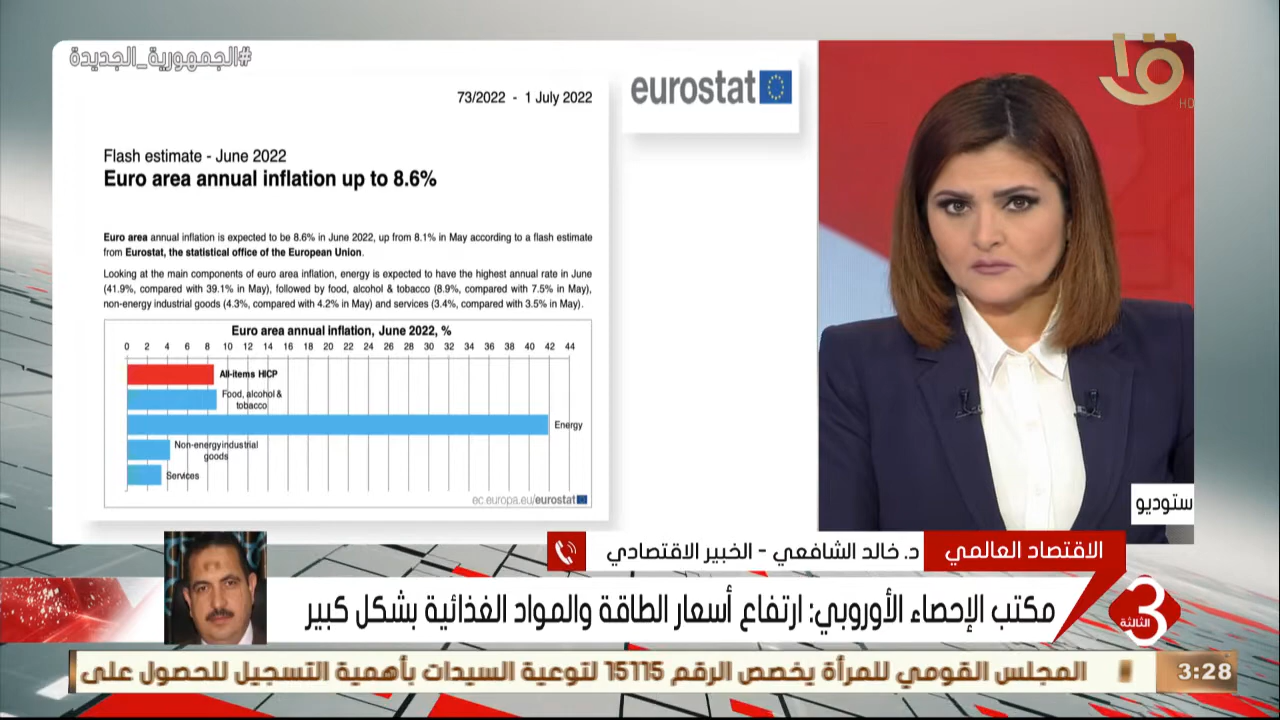 #الجمهورية_الجديدة
73/2022 - 1 July 2022
eurostat
HD
Flash estimate - June 2022
Euro area annual inflation up to 8.6%
Euro area annual inflation is expected to be 8.6% in June 2022, up from 8.1% in May according to a flash estimate
from Eurostat, the statistical office of the European Union.
Looking at the main components of euro area inflation, energy is expected to have the highest annual rate in June
(41.9%, compared with 39.1% in May), followed by food, alcohol & tobacco (8.9%, compared with 7.5% in May),
non-energy industrial goods (4.3%, compared with 4.2% in May) and services (3.4%, compared with 3.5% in May).
Euro area annual inflation, June 2022, %
0 2 4 6 8 10 12 14 16 18 20 22 24 26 28 30 32 34 36 38 40 42 44
All-items HICP
Food, alcohol &
tobacco
Energy
Non-energy industrial
goods
Services
ec.europa.eu/eurostat
ستوديو
الاقتصاد العالمي
د. خالد الشافعي - الخبير الاقتصادي
مكتب الإحصاء الأوروبي: ارتفاع أسعار الطاقة والمواد الغذائية بشكل كبير
3
الثالثة
3:28
المجلس القومي للمرأة يخصص الرقم 15115 لتوعية السيدات بأهمية التسجيل للحصول على